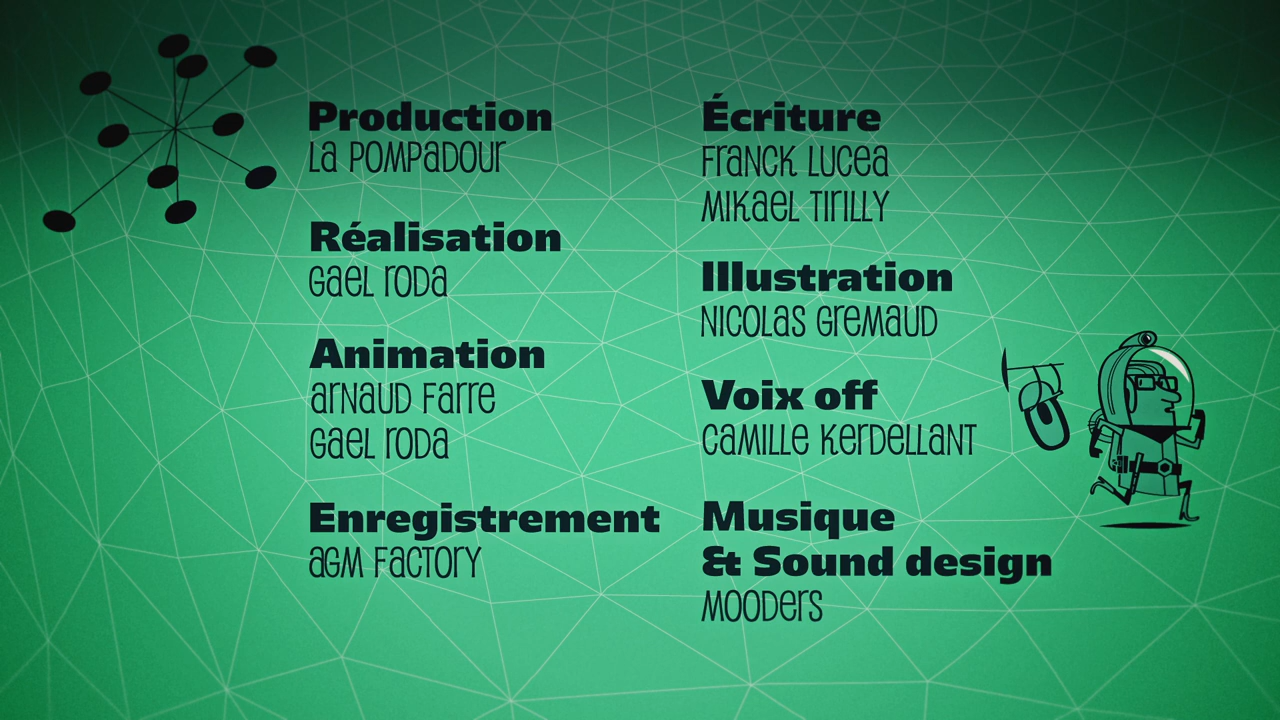 Production
La Pompadour
Réalisation
Gael Roda
Animation
Arnaud Farre
Gael Roda
Enregistrement
AGM Factory
Écriture
Franck Lucea
Mikael Tirilly
Illustration
Nicolas Gremaud
Voix off
Camille Kerdellant
Musique
& Sound design
Mooders